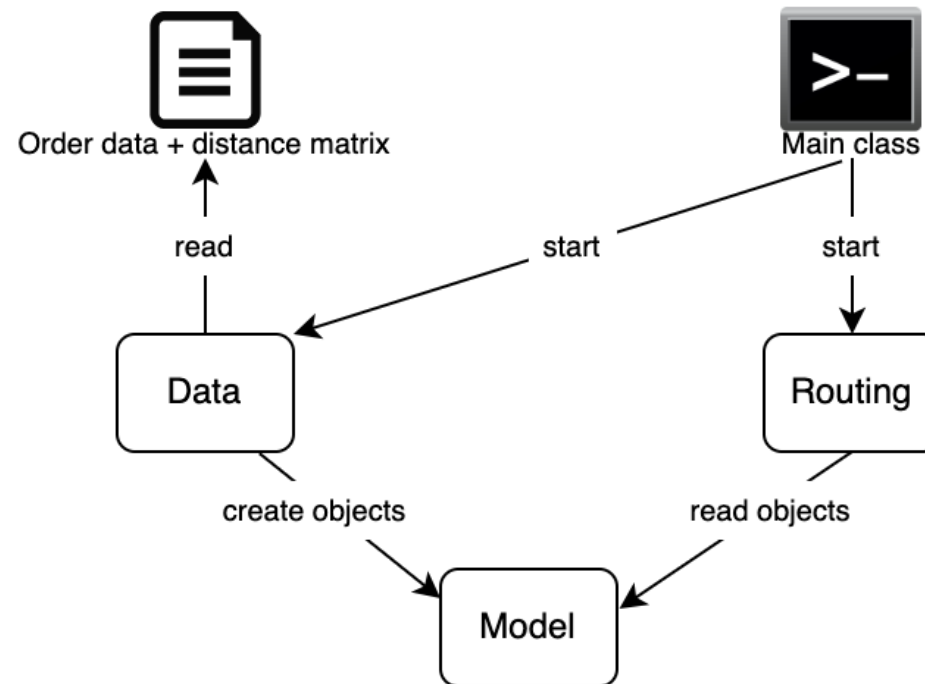 >–
Order data + distance matrix
Main class
read
start
start
Data
Routing
create objects
read objects
Model